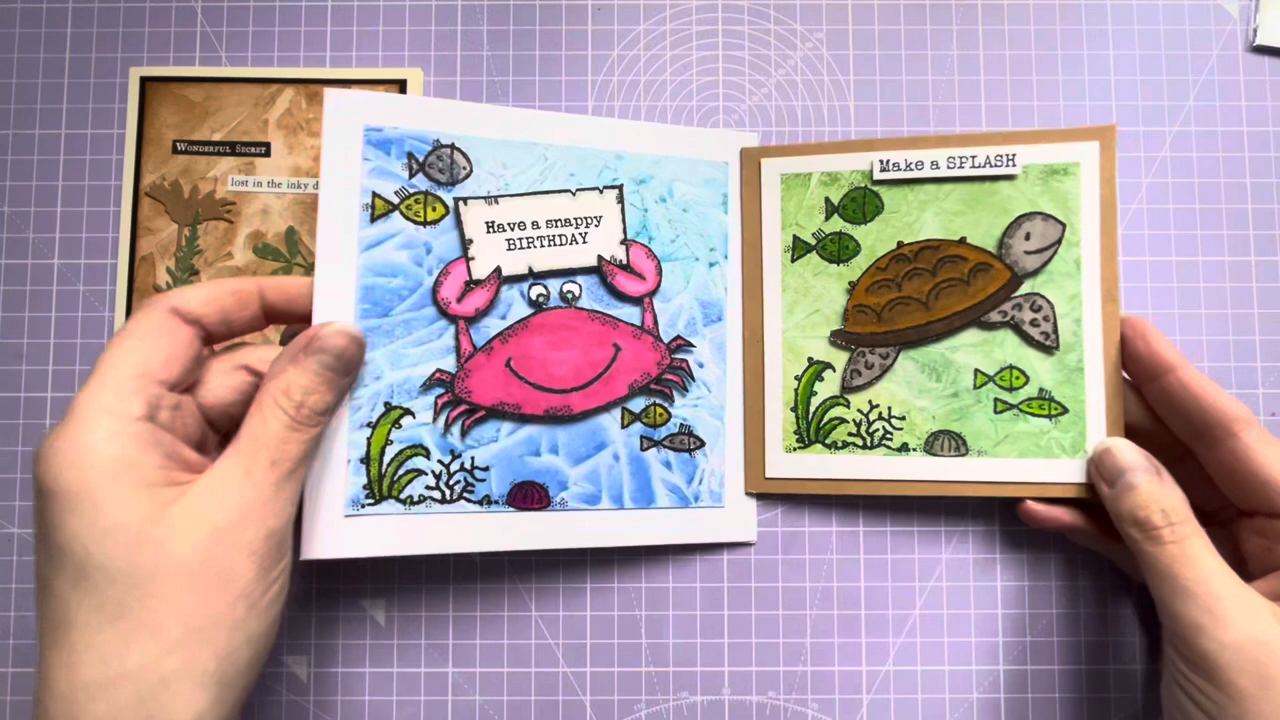 WONDERFUL SECRET
lost in the inky
Have a snappy
BIRTHDAY
Make a SPLASH